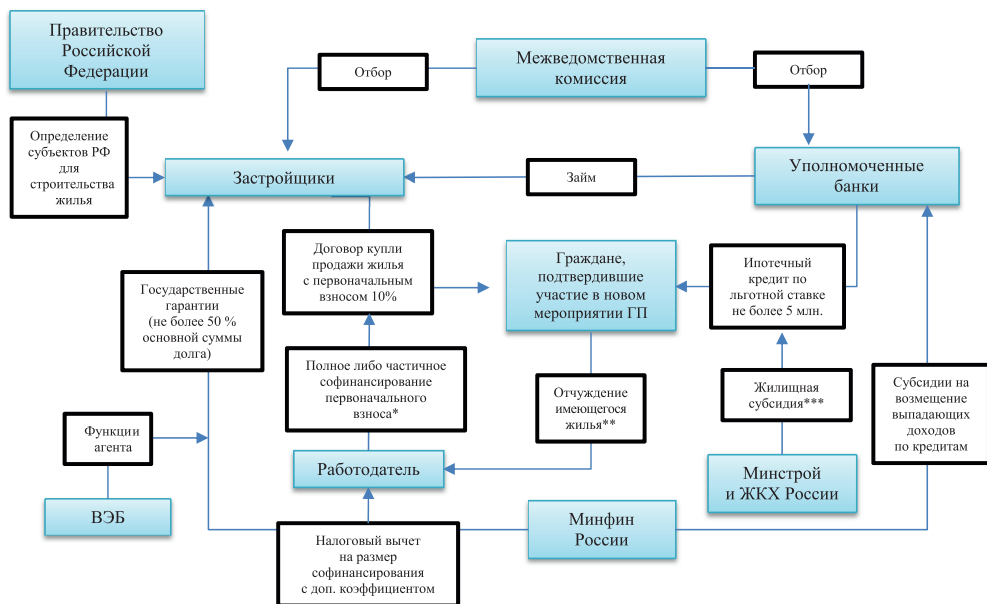 Правительство
Российской
Федерации
Межведомственная
комиссия
Отбор
Отбор
Определение
субъектов РФ
для
строительства
жилья
Застройщики
Займ
Уполномоченные
банки
Государственные
гарантии
(не более 50 %
основной суммы
долга)
Договор купли
продажи жилья
с первоначальным
взносом 10%
Граждане,
подтвердившие
участие в новом
мероприятии ГП
Ипотечный
кредит по
льготной ставке
не более 5 млн.
Полное либо частичное
софинансирование
первоначального
взноса*
Отчуждение
имеющегося
жилья**
Жилищная
субсидия***
Субсидии на
возмещение
выпадающих
доходов
по кредитам
Функции
агента
Работодатель
Минстрой
и ЖКХ России
ВЭБ
Налоговый вычет
на размер
софинансирования
с доп. коэффициентом
Минфин
России